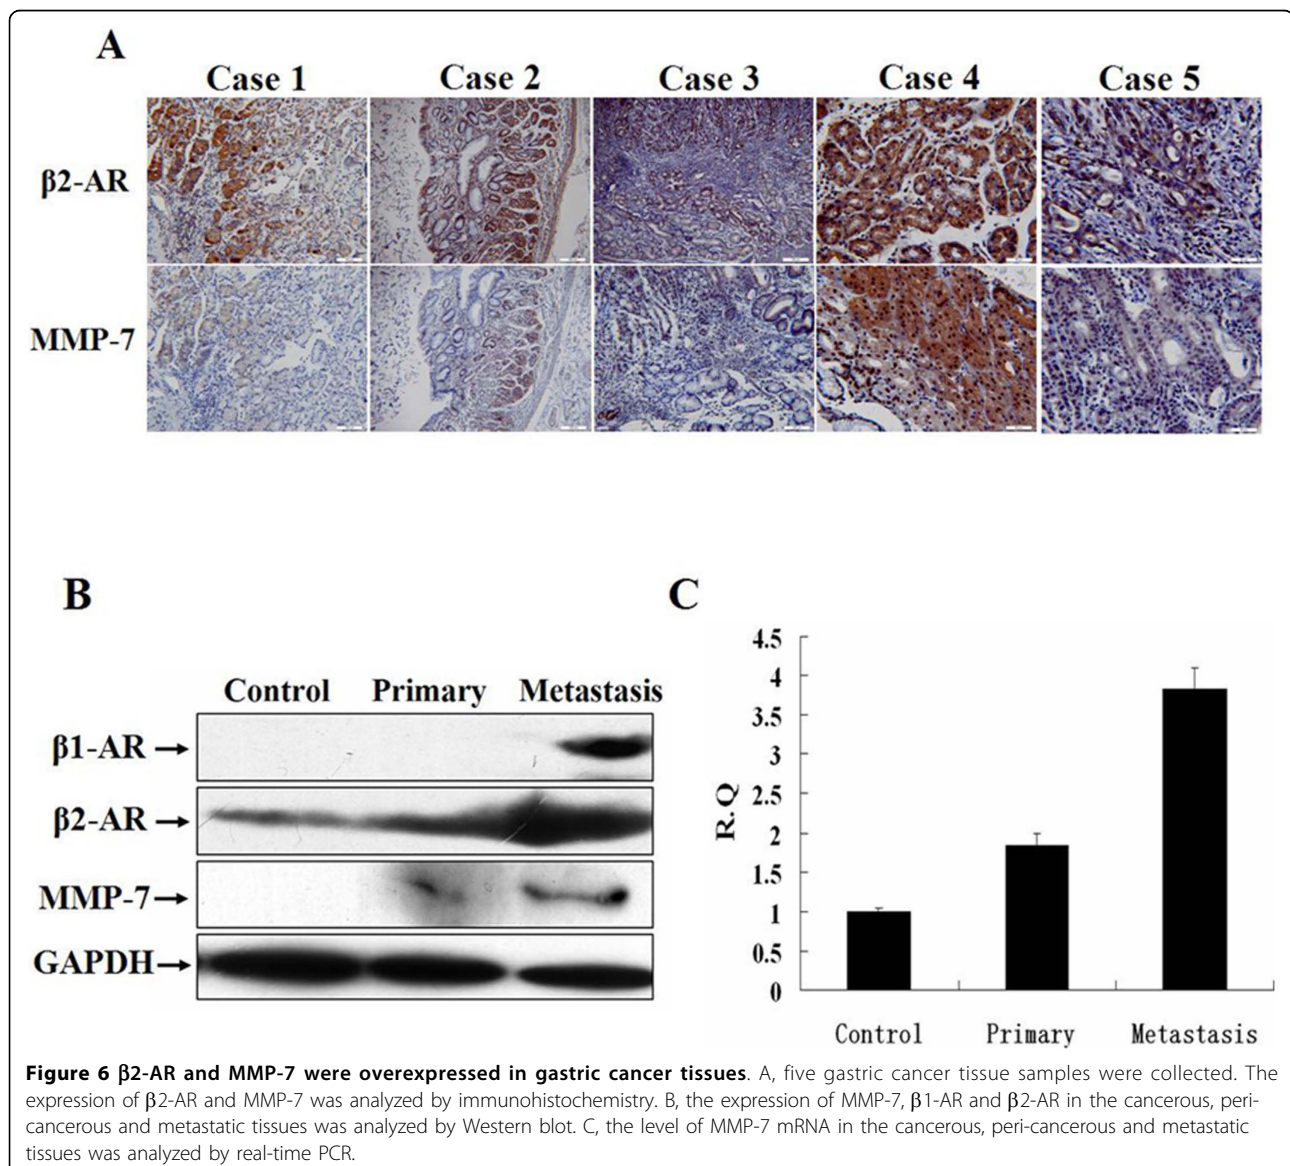 A
Case 1 Case 2 Case 3 Case 4 Case 5
β2-AR
MMP-7
B
Control Primary Metastasis
β1-AR
β2-AR
MMP-7
GAPDH
C
4.5
4
3.5
3
2.5
2
1.5
1
0.5
0
R.Q
Control Primary Metastasis
Figure 6 β2-AR and MMP-7 were overexpressed in gastric cancer tissues. A, five gastric cancer tissue samples were collected. The
expression of β2-AR and MMP-7 was analyzed by immunohistochemistry. B, the expression of MMP-7, β1-AR and β2-AR in the cancerous, peri-
cancerous and metastatic tissues was analyzed by Western blot. C, the level of MMP-7 mRNA in the cancerous, peri-cancerous and metastatic
tissues was analyzed by real-time PCR.